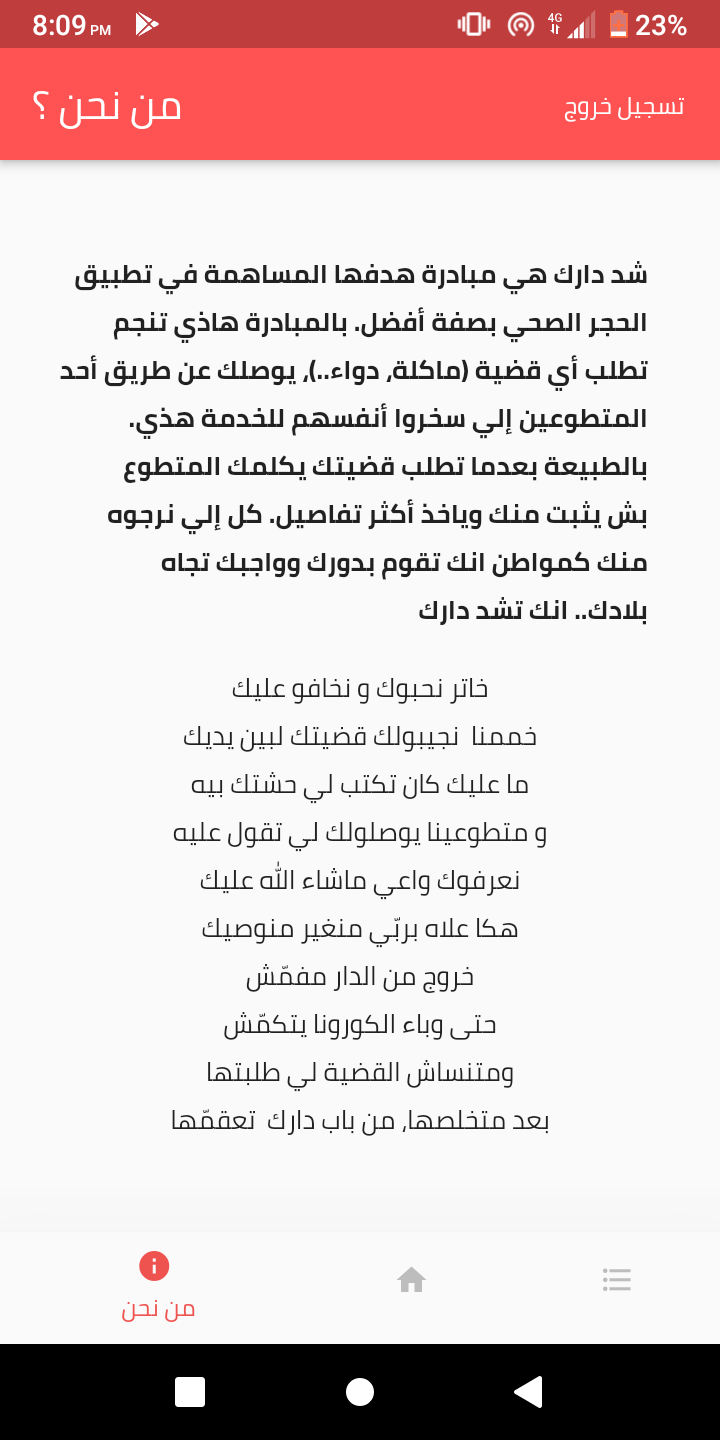 8:09 PM
4G
23%
من نحن ؟
تسجيل خروج
شد دارك هي مبادرة هدفها المساهمة في تطبيق
الحجر الصحي بصفة أفضل. بالمبادرة هاذي تنجم
تطلب أي قضية (ماكلة، دواء..)، يوصلك عن طريق أحد
المتطوعين إلي سخروا أنفسهم للخدمة هذي.
بالطبيعة بعدما تطلب قضيتك يكلمك المتطوع
بش يثبت منك وياخذ أكثر تفاصيل. كل إلي نرجوه
منك كمواطن انك تقوم بدورك وواجبك تجاه
بلادك.. انك تشد دارك
خاتر نحبوك و نخافو عليك
خممنا نجيبولك قضيتك لبين يديك
ما عليك كان تكتب لي حشتك بيه
و متطوعينا يوصلولك لي تقول عليه
نعرفوك واعي ماشاء الله عليك
هكا علاه بربّي منغير منوصيك
خروج من الدار مفمّش
حتى وباء الكورونا يتكمّش
ومتنساش القضية لي طلبتها
بعد متخلصها، من باب دارك تعقمّها
من نحن